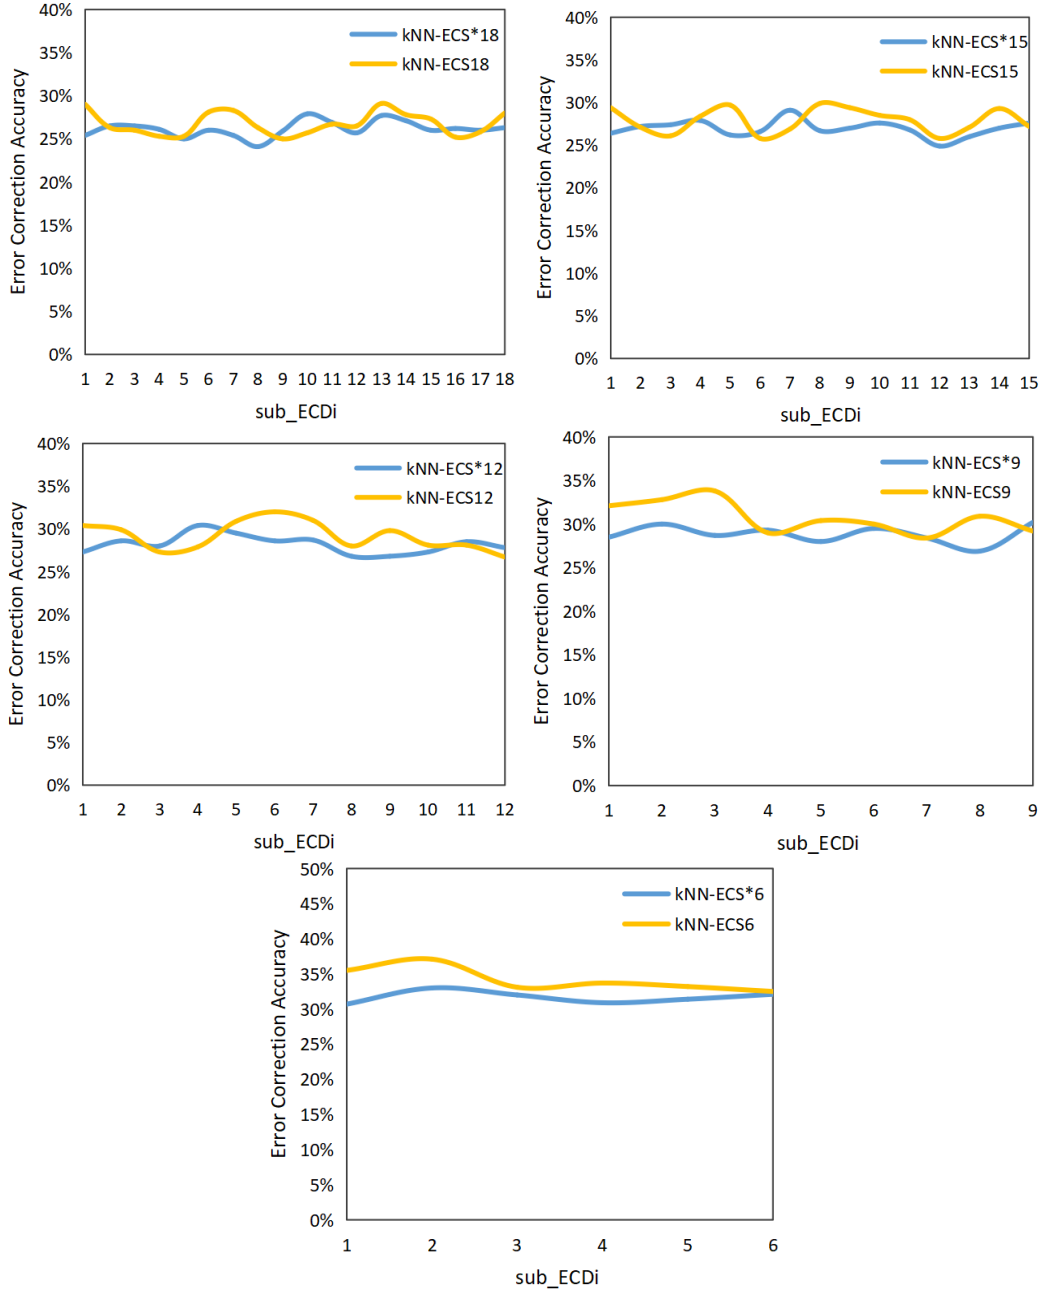 40%
35%
30%
25%
20%
15%
10%
5%
0%
Error Correction Accuracy
kNN-ECS*18
kNN-ECS18
1 2 3 4 5 6 7 8 9 10 11 12 13 14 15 16 17 18
sub_ECDi
40%
35%
30%
25%
20%
15%
10%
5%
0%
Error Correction Accuracy
kNN-ECS*15
kNN-ECS15
1 2 3 4 5 6 7 8 9 10 11 12 13 14 15
sub_ECDi
40%
35%
30%
25%
20%
15%
10%
5%
0%
Error Correction Accuracy
kNN-ECS*12
kNN-ECS12
1 2 3 4 5 6 7 8 9 10 11 12
sub_ECDi
40%
35%
30%
25%
20%
15%
10%
5%
0%
Error Correction Accuracy
kNN-ECS*9
kNN-ECS9
1 2 3 4 5 6 7 8 9
sub_ECDi
50%
45%
40%
35%
30%
25%
20%
15%
10%
5%
0%
Error Correction Accuracy
kNN-ECS*6
kNN-ECS6
1 2 3 4 5 6
sub_ECDi